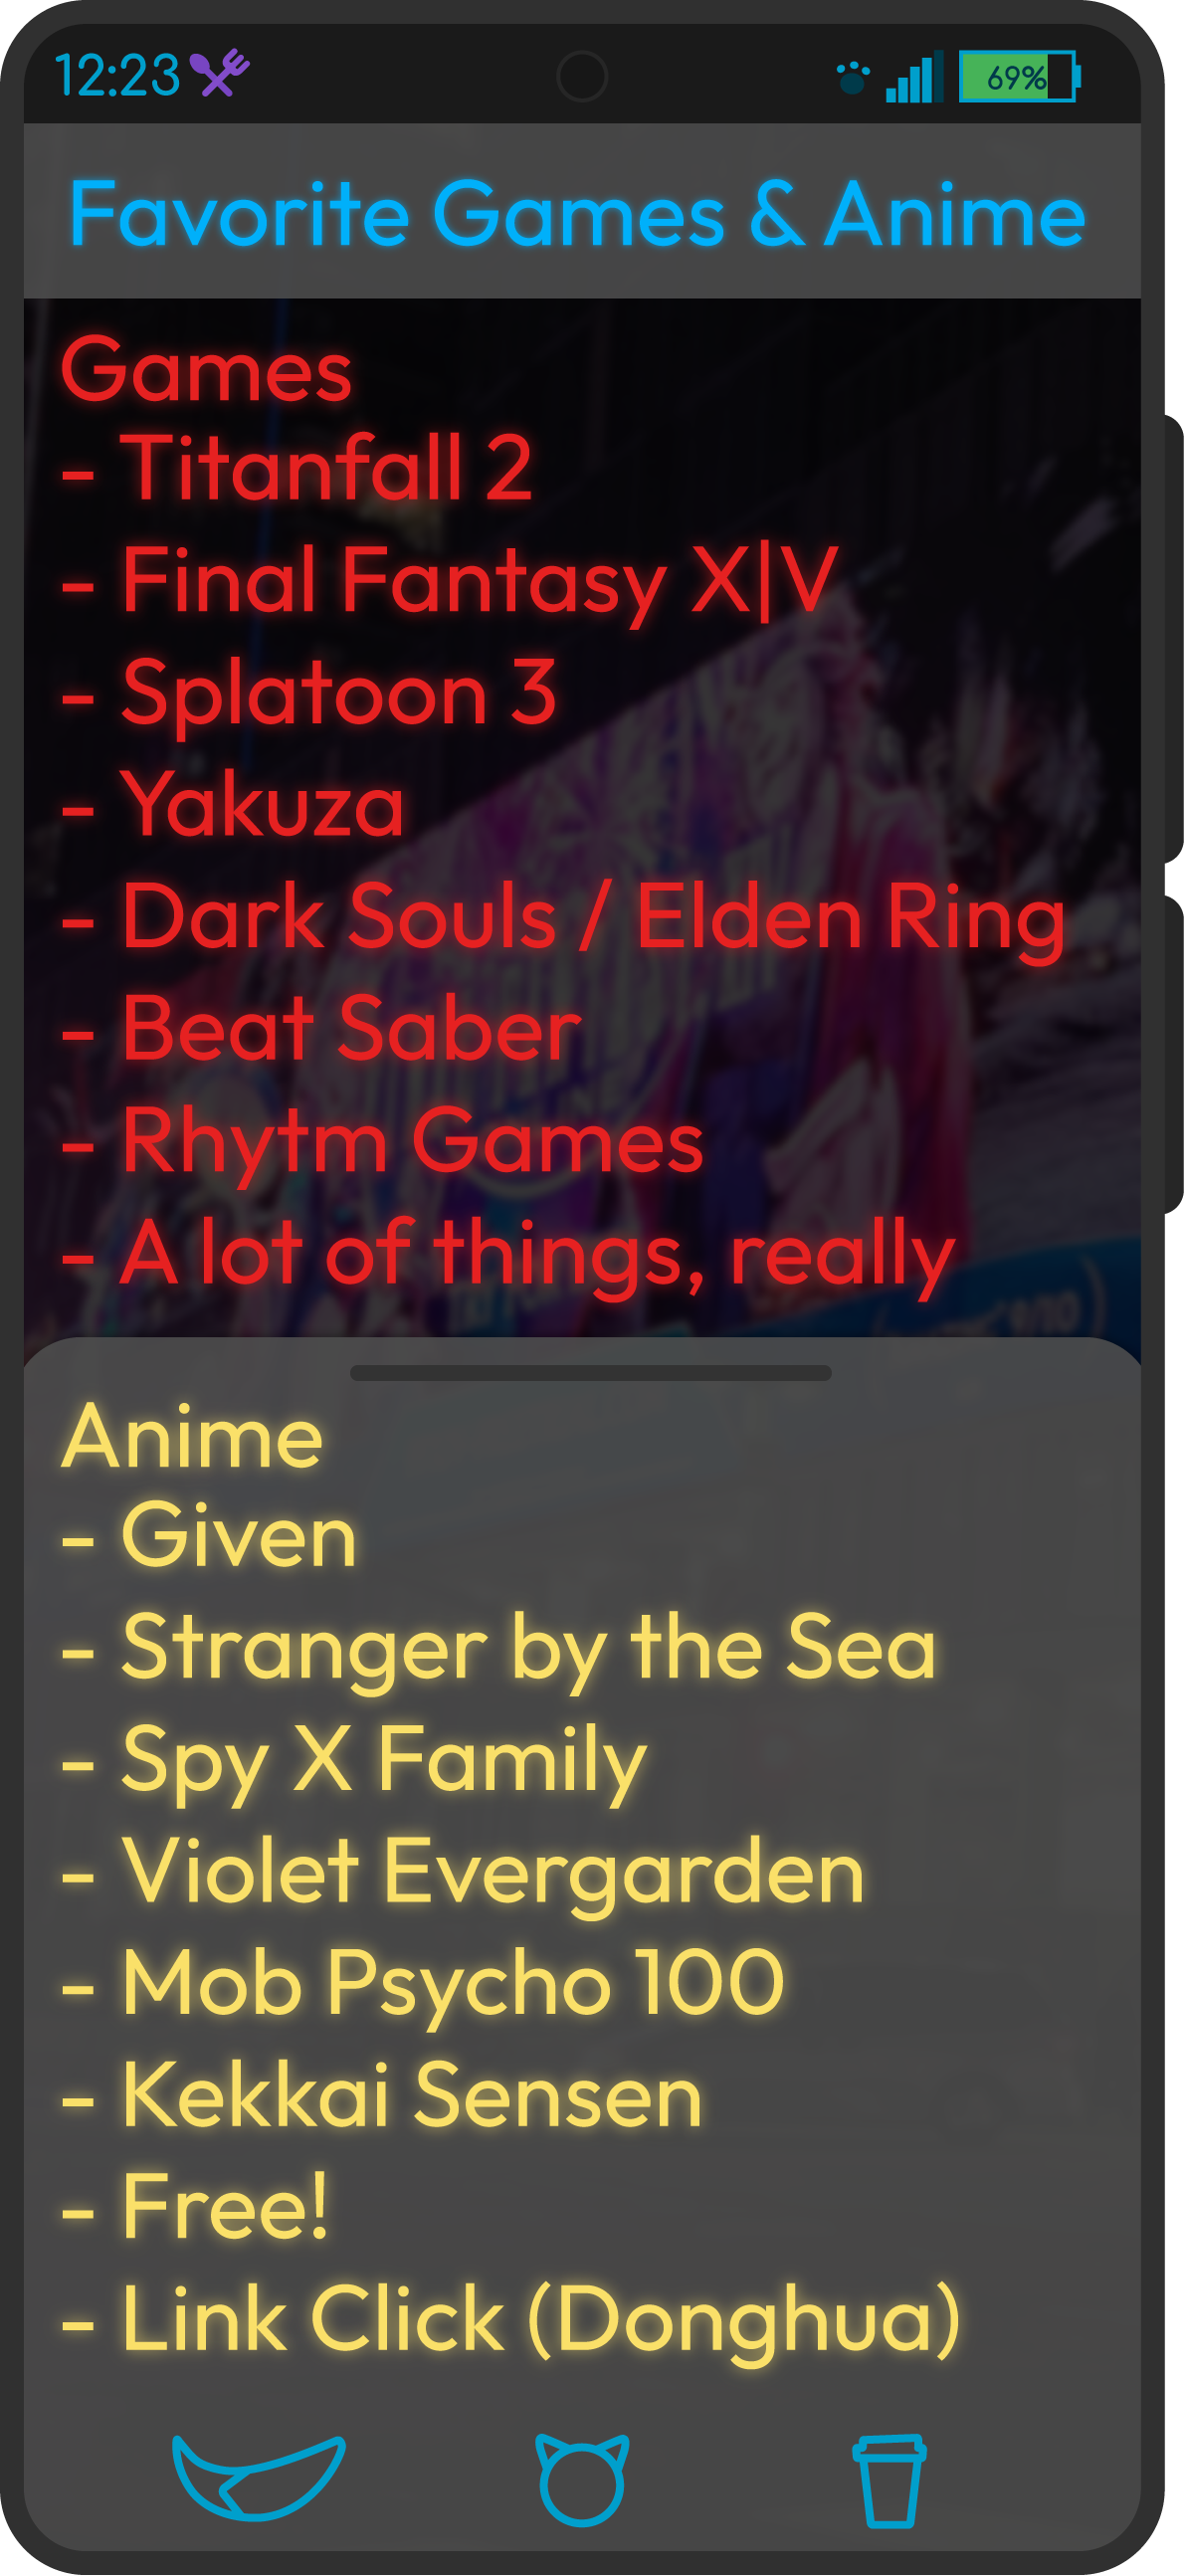 12:23
69%
Favorite Games & Anime
Games
- Titanfall 2
- Final Fantasy X|V
- Splatoon 3
- Yakuza
- Dark Souls / Elden Ring
- Beat Saber
- Rhytm Games
- A lot of things, really
Anime
- Given
- Stranger by the Sea
- Spy X Family
- Violet Evergarden
- Mob Psycho 100
- Kekkai Sensen
- Free!
- Link Click (Donghua)